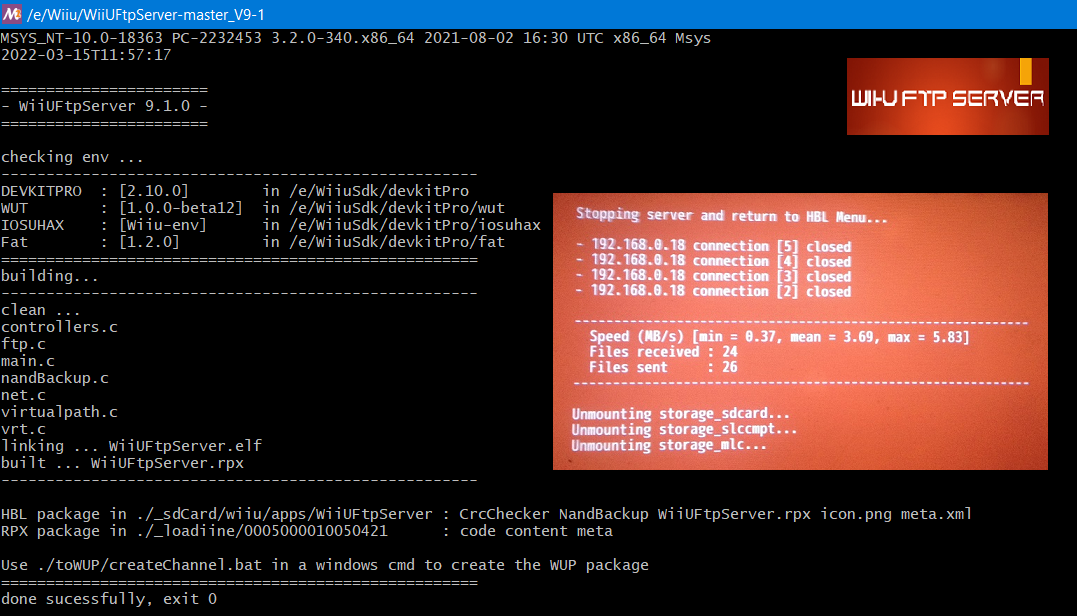 /e/Wiiu/WiiUFtpServer-master_V9-1
MSYS_NT-10.0-18363 PC-2232453 3.2.0-340.x86_64 2021-08-02 16:30 UTC x86_64 Msys
2022-03-15T11:57:17
=======================
- WiiUFtpServer 9.1.0 -
=======================
WII-U FTP SERVER
checking env ...
-----------------------------------------------------
DEVKITPRO  : [2.10.0]        in /e/WiiuSdk/devkitPro
WUT        : [1.0.0-beta12]  in /e/WiiuSdk/devkitPro/wut
IOSUHAX    : [Wiiu-env]      in /e/WiiuSdk/devkitPro/iosuhax
Fat        : [1.2.0]         in /e/WiiuSdk/devkitPro/fat
=====================================================
building...
-----------------------------------------------------
clean ...
controllers.c
ftp.c
main.c
nandBackup.c
net.c
virtualpath.c
vrt.c
linking ... WiiUFtpServer.elf
built ... WiiUFtpServer.rpx
-----------------------------------------------------
Stopping server and return to HBL Menu...
- 192.168.0.18 connection [5] closed
- 192.168.0.18 connection [4] closed
- 192.168.0.18 connection [3] closed
- 192.168.0.18 connection [2] closed
------------------------------------------------------------
Speed (MB/s) [min = 0.37, mean = 3.69, max = 5.83]
Files received : 24
Files sent     : 26
------------------------------------------------------------
Unmounting storage_sdcard...
Unmounting storage_slccmpt...
Unmounting storage_mlc...
HBL package in ./_sdCard/wiiu/apps/WiiUFtpServer : CrcChecker NandBackup WiiUFtpServer.rpx icon.png meta.xml
RPX package in ./_loadiine/0005000010050421      : code content meta
Use ./toWUP/createChannel.bat in a windows cmd to create the WUP package
=====================================================
done sucessfully, exit 0